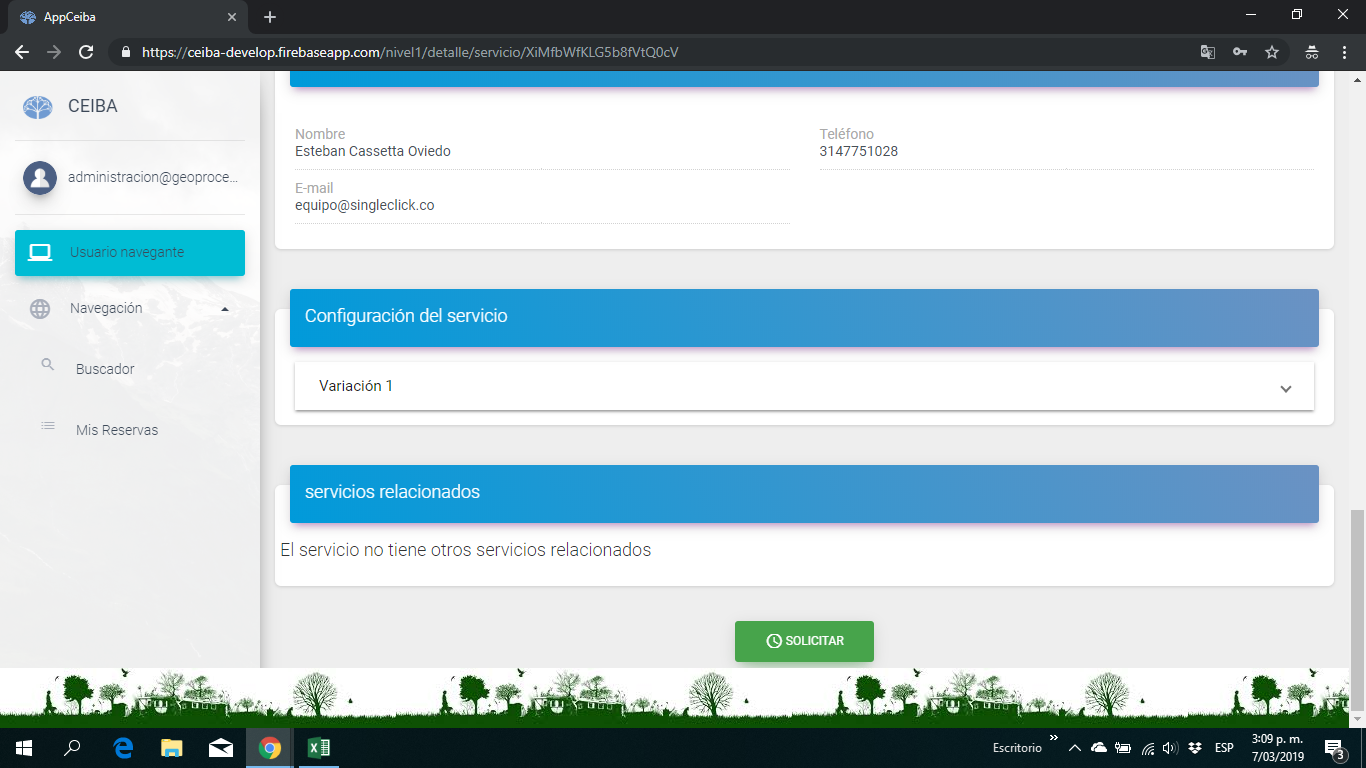 AppCeiba
https://ceiba-develop.firebaseapp.com/nivel1/detalle/servicio/XiMfbWfKLG5b8fVtQ0cV
CEIBA
administracion@geoproce...
Usuario navegante
Navegación
Buscador
Mis Reservas
Nombre
Esteban Cassetta Oviedo
Teléfono
3147751028
E-mail
equipo@singleclick.co
Configuración del servicio
Variación 1
servicios relacionados
El servicio no tiene otros servicios relacionados
SOLICITAR
Escritorio
ESP
3:09 p. m.
7/03/2019
3